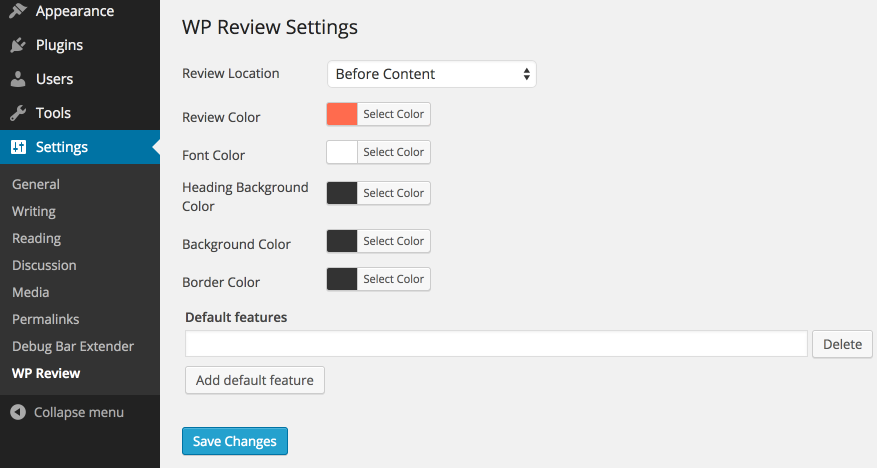 Appearance
Plugins
Users
Tools
Settings
General
Writing
Reading
Discussion
Media
Permalinks
Debug Bar Extender
WP Review
Collapse menu
WP Review Settings
Review Location Before Content
Review Color Select Color
Font Color Select Color
Heading Background
Color Select Color
Background Color Select Color
Border Color Select Color
Default features
Delete
Add default feature
Save Changes